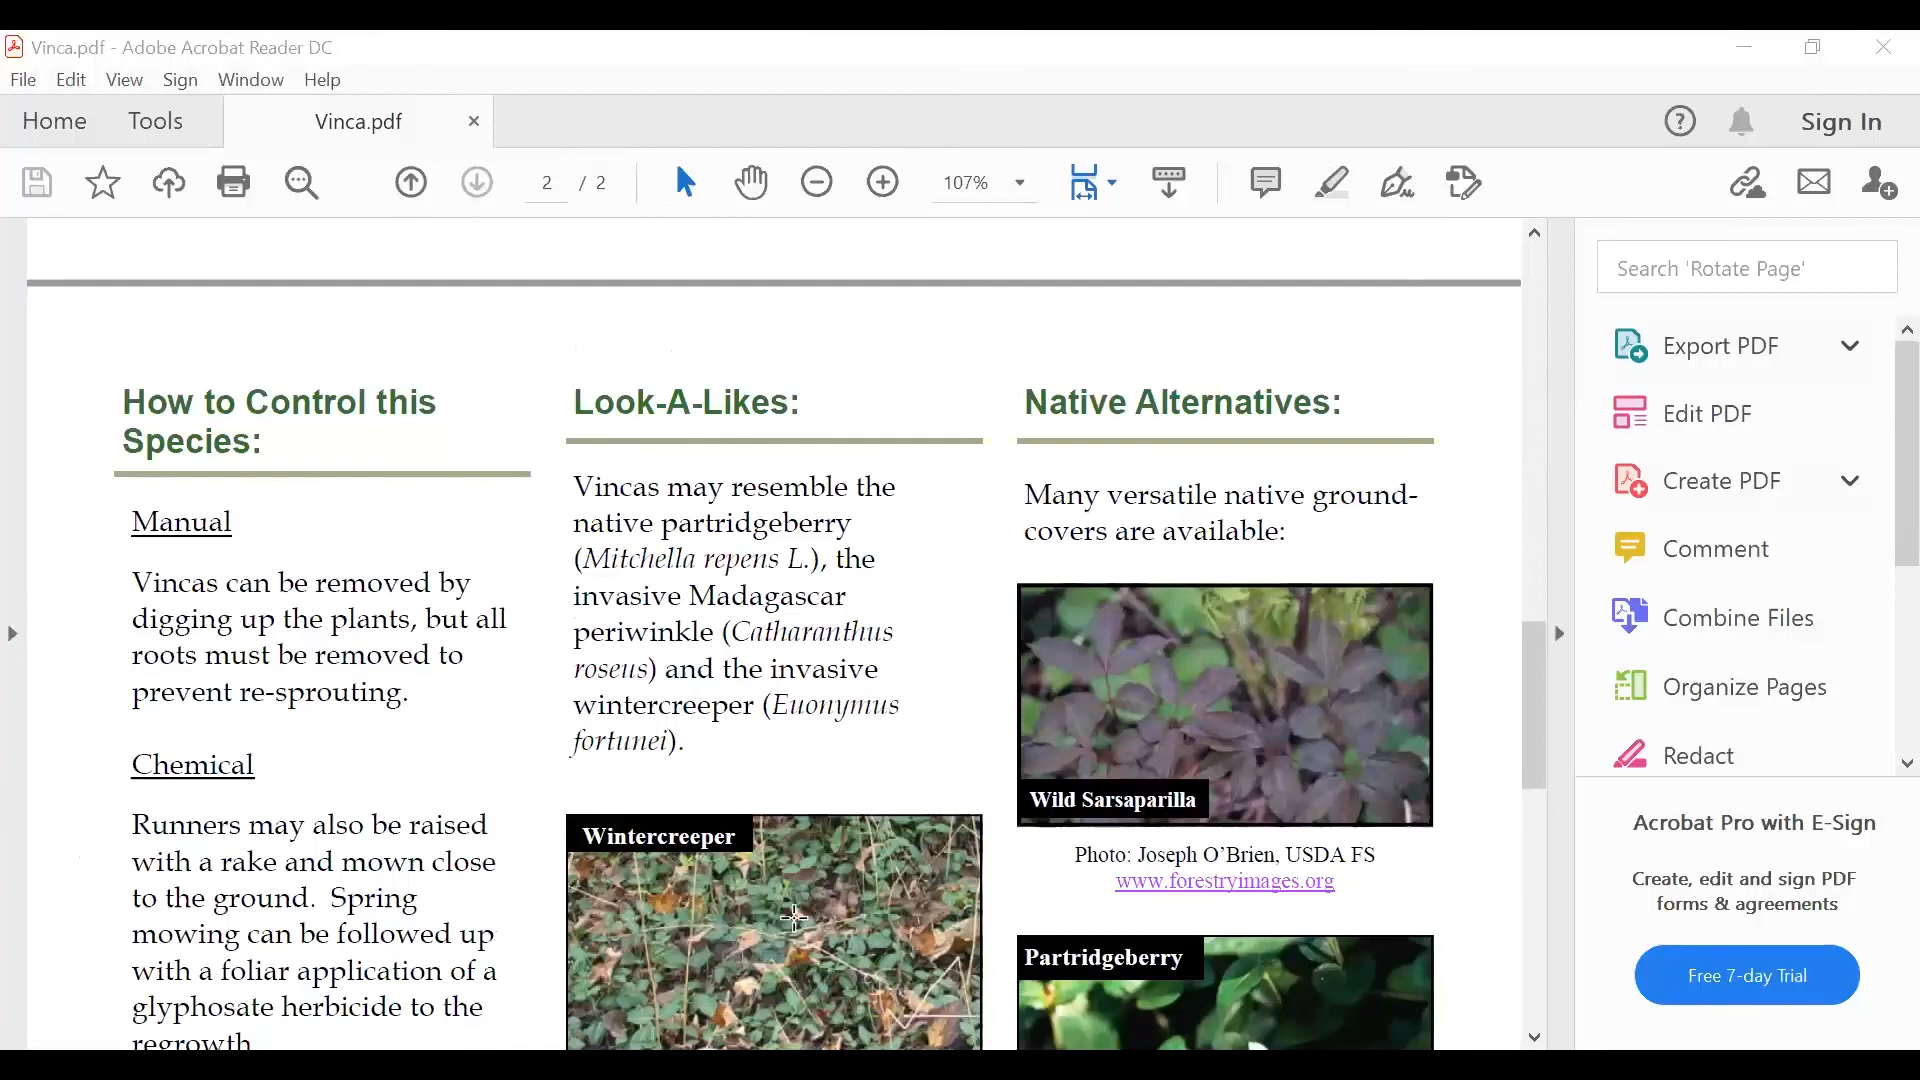 Vinca.pdf - Adobe Acrobat Reader DC
File Edit View Sign Window Help
Home Tools Vinca.pdf Sign In
2 / 2 107%
How to Control this
Species:
Manual
Vincas can be removed by
digging up the plants, but all
roots must be removed to
prevent re-sprouting.
Chemical
Runners may also be raised
with a rake and mown close
to the ground. Spring
mowing can be followed up
with a foliar application of a
glyphosate herbicide to the
regrowth
Look-A-Likes:
Vincas may resemble the
native partridgeberry
(Mitchella repens L.), the
invasive Madagascar
periwinkle (Catharanthus
roseus) and the invasive
wintercreeper (Euonymus
fortunei).
Wintercreeper
Native Alternatives:
Many versatile native ground-
covers are available:
Wild Sarsaparilla
Photo: Joseph O'Brien, USDA FS
www.forestryimages.org
Partridgeberry
Search 'Rotate Page'
Export PDF
Edit PDF
Create PDF
Comment
Combine Files
Organize Pages
Redact
Acrobat Pro with E-Sign
Create, edit and sign PDF
forms & agreements
Free 7-day Trial